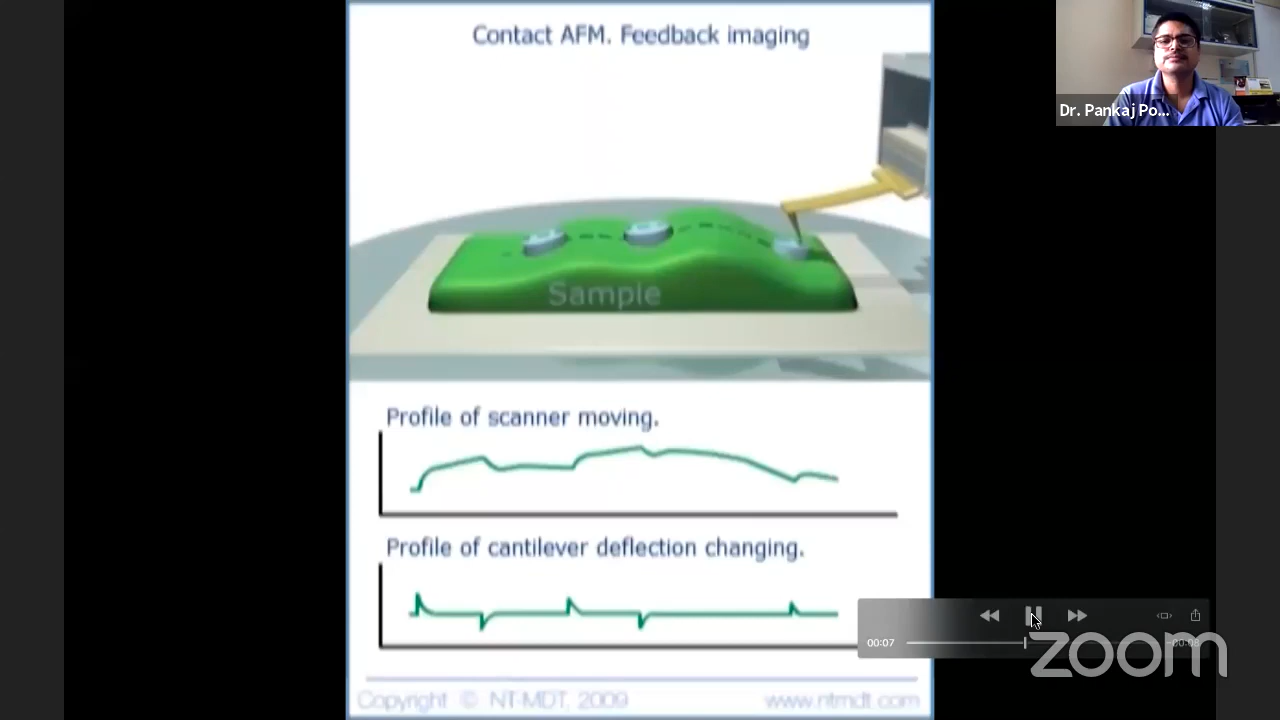 Contact AFM. Feedback imaging
Dr. Pankaj Po...
Sample
Profile of scanner moving.
Profile of cantilever deflection changing.
00:07
zoom
Copyright © NT-MDT, 2009
www.ntmdt.com